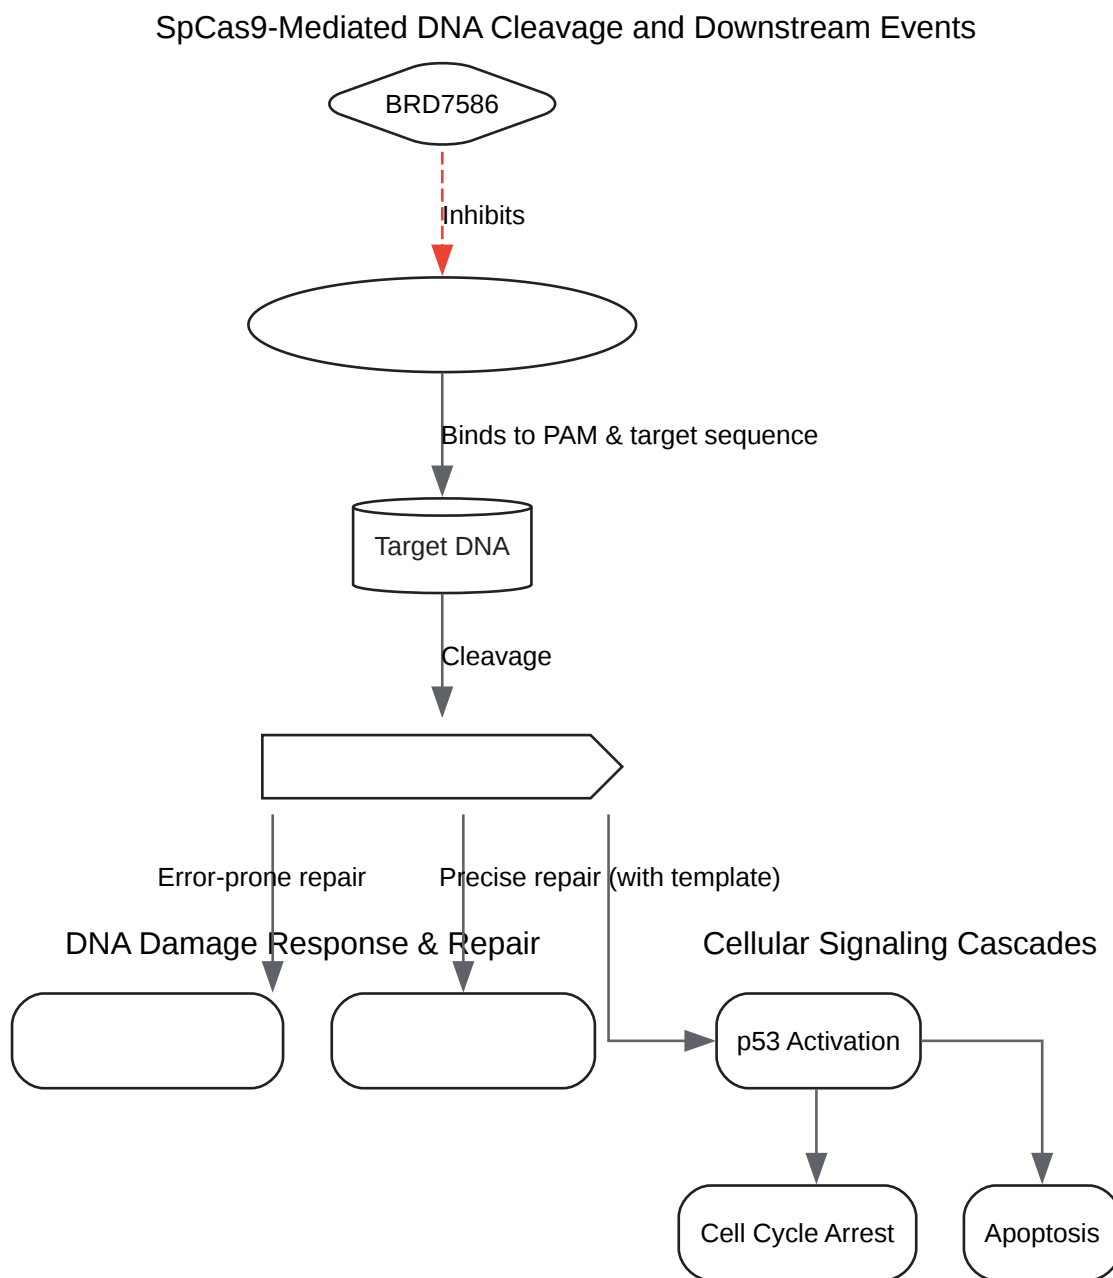 SpCas9-Mediated DNA Cleavage and Downstream Events
BRD7586
Inhibits
Binds to PAM & target sequence
Target DNA
Cleavage
Error-prone repair
Precise repair (with template)
DNA Damage Response & Repair
Cellular Signaling Cascades
p53 Activation
Cell Cycle Arrest
Apoptosis